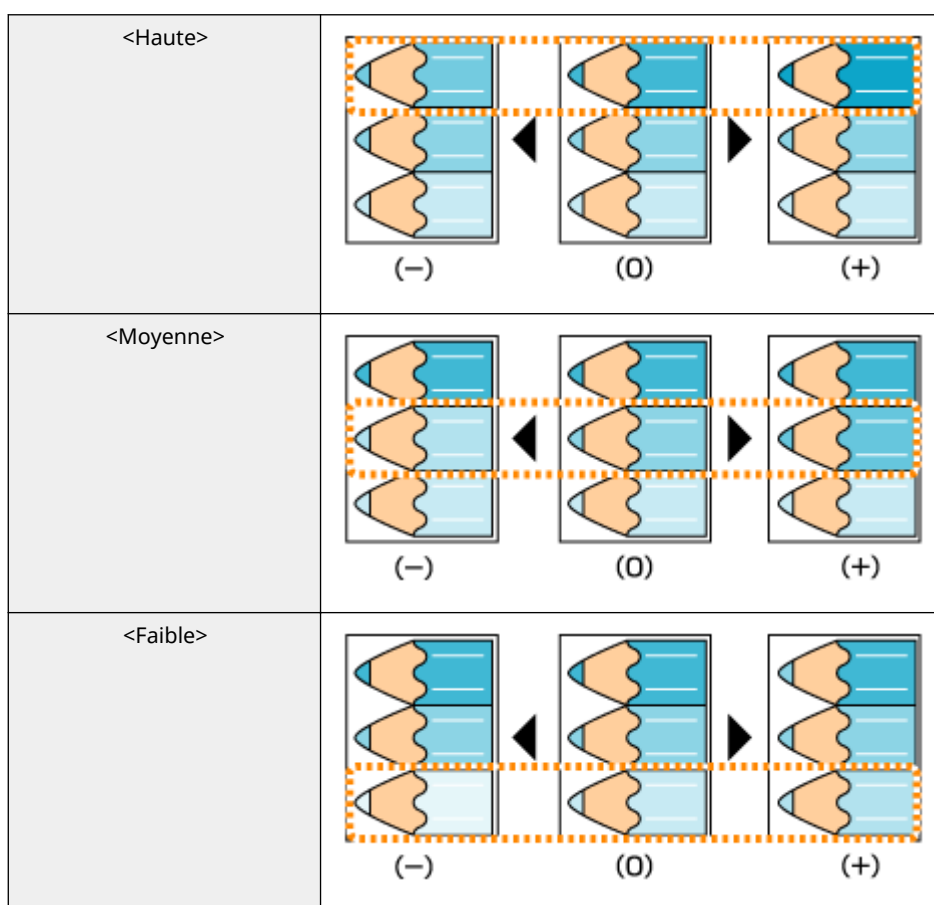 <Haute>
(−) (0) (+)
<Moyenne>
(−) (0) (+)
<Faible>
(−) (0) (+)